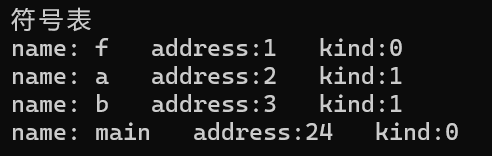 符号表
name: f   address:1   kind:0
name: a   address:2   kind:1
name: b   address:3   kind:1
name: main   address:24   kind:0